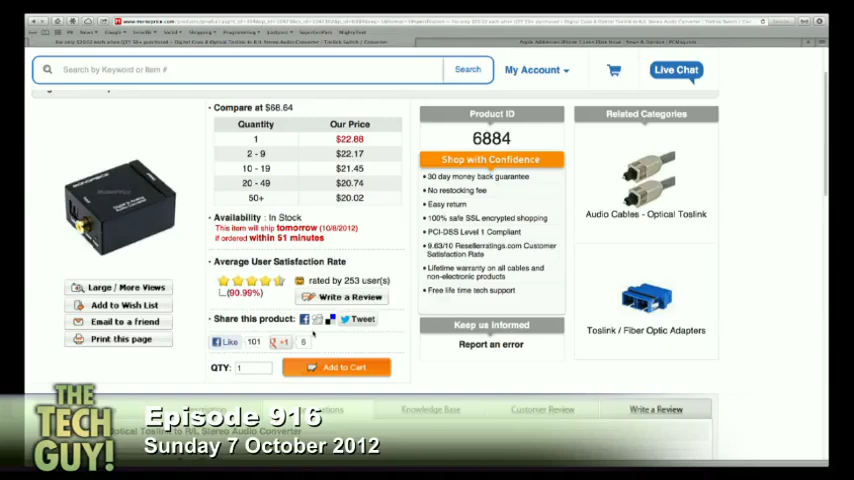 Search by Keyword or Item #
Search
My Account
Live Chat
Compare at $68.64
Quantity Our Price
1 $22.88
2 - 9 $22.17
10 - 19 $21.45
20 - 49 $20.74
50+ $20.02
Availability : In Stock
This item will ship tomorrow (10/8/2012)
if ordered within 51 minutes
Average User Satisfaction Rate
rated by 253 user(s)
(90.99%)
Write a Review
Share this product:
Tweet
Like 101 +1 6
QTY: 1 Add to Cart
Large / More Views
Add to Wish List
Email to a friend
Print this page
Product ID
6884
Shop with Confidence
30 day money back guarantee
No restocking fee
Easy return
100% safe SSL encrypted shopping
PCI-DSS Level 1 Compliant
9.63/10 Resellerratings.com Customer
Satisfaction Rate
Lifetime warranty on all cables and
non-electronic products
Free life time tech support
Keep us Informed
Report an error
Related Categories
Audio Cables - Optical Toslink
Toslink / Fiber Optic Adapters
Knowledge Base
Customer Review
Write a Review
THE
TECH
GUY!
Episode 916
Sunday 7 October 2012